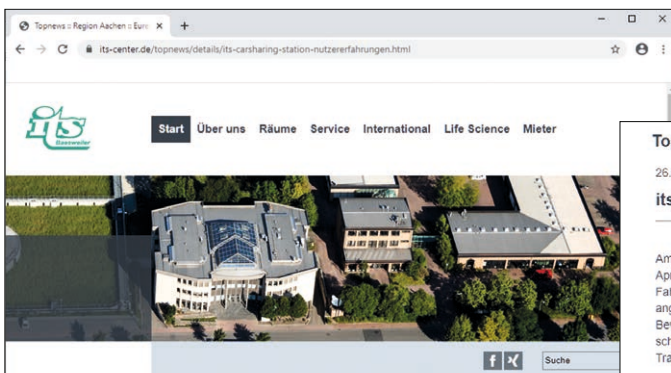 Topnews :: Region Aachen :: Eure
its-center.de/topnews/details/its-carsharing-station-nutzererfahrungen.html
its
Baesweiler
Start Über uns Räume Service International Life Science Mieter
Suche
To
26.
its
Am
Apr
Fal
ang
Bev
sch
Tra